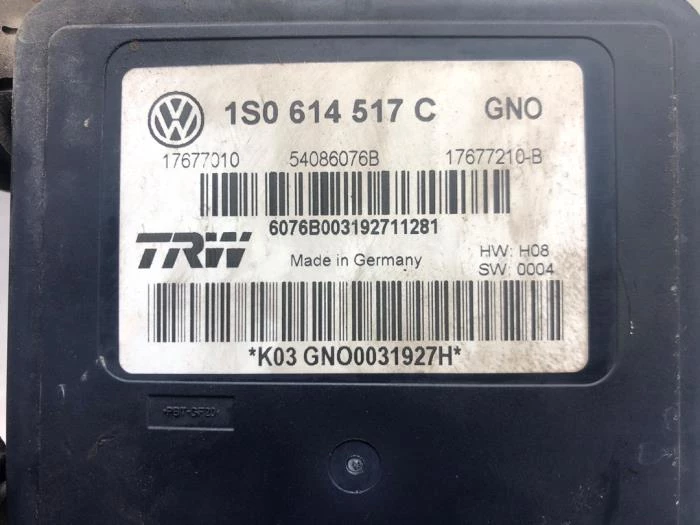 1S0 614 517 C GNO
17677010 54086076B 17677210-B
6076B003192711281
TRW Made in Germany HW: H08
SW: 0004
*K03 GNO0031927H*